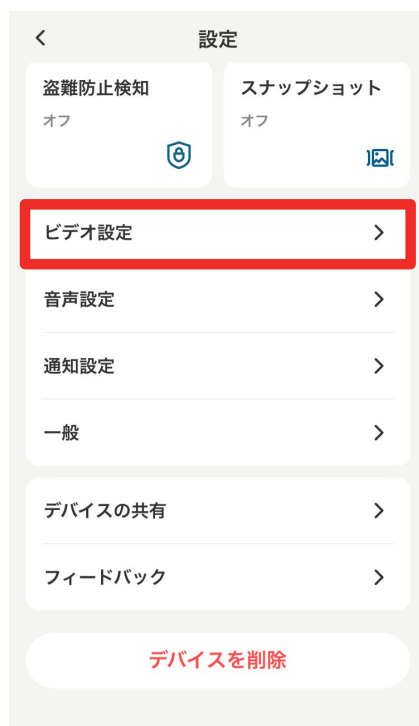 設定
盗難防止検知
オフ
スナップショット
オフ
ビデオ設定
音声設定
通知設定
一般
デバイスの共有
フィードバック
デバイスを削除